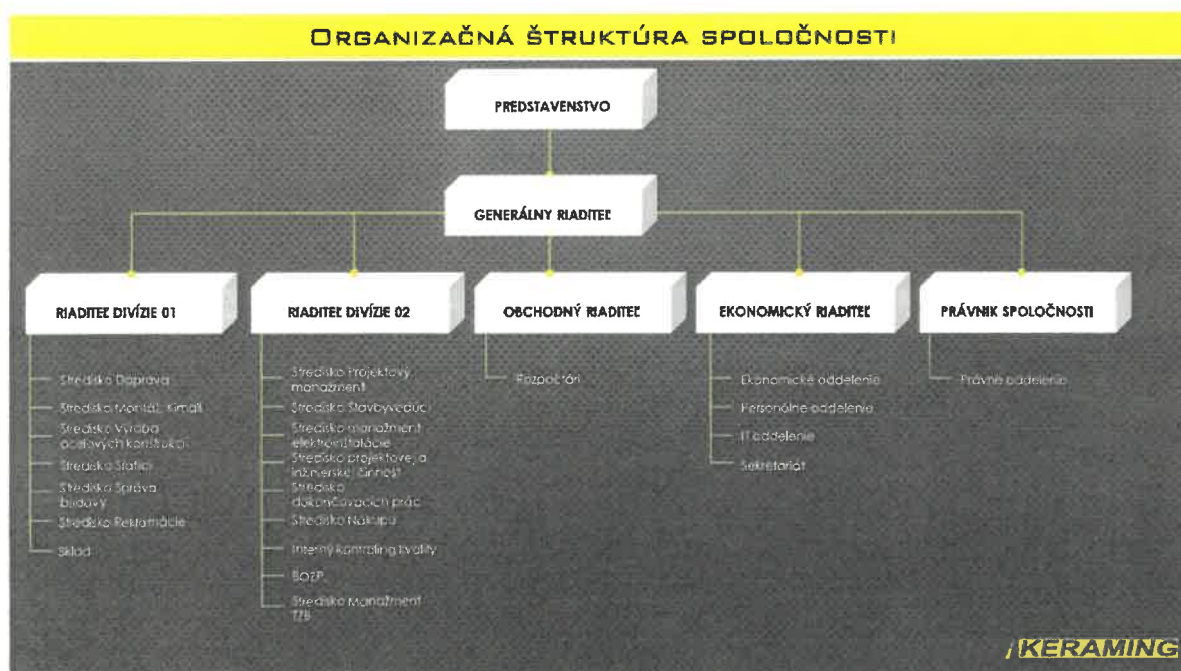 ORGANIZAČNÁ ŠTRUKTÚRA SPOLOČNOSTI
PREDSTAVENSTVO
GENERÁLNY RIADITEĽ
RIADITEĽ DIVÍZIE 01
Stredisko Doprava
Stredisko Montáž, Kimall
Stredisko Výroba
oceľových konštrukcií
Stredisko Statici
Stredisko Správa
budovy
Stredisko Reklamácie
Sklad
RIADITEĽ DIVÍZIE 02
Stredisko Projektový
manažment
Stredisko Stavbyvedúci
Stredisko manažment
elektroinštalácie
Stredisko projektovej a
inžinierskej činnosti
Stredisko
dokončovacích prác
Stredisko Nákupu
Interný kontroling kvality
BOZP
Stredisko Manažment
TZB
OBCHODNÝ RIADITEĽ
Rozpočtári
EKONOMICKÝ RIADITEĽ
Ekonomické oddelenie
Personálne oddelenie
IT oddelenie
Sekretariát
PRÁVNIK SPOLOČNOSTI
Právne oddelenie
KERAMING